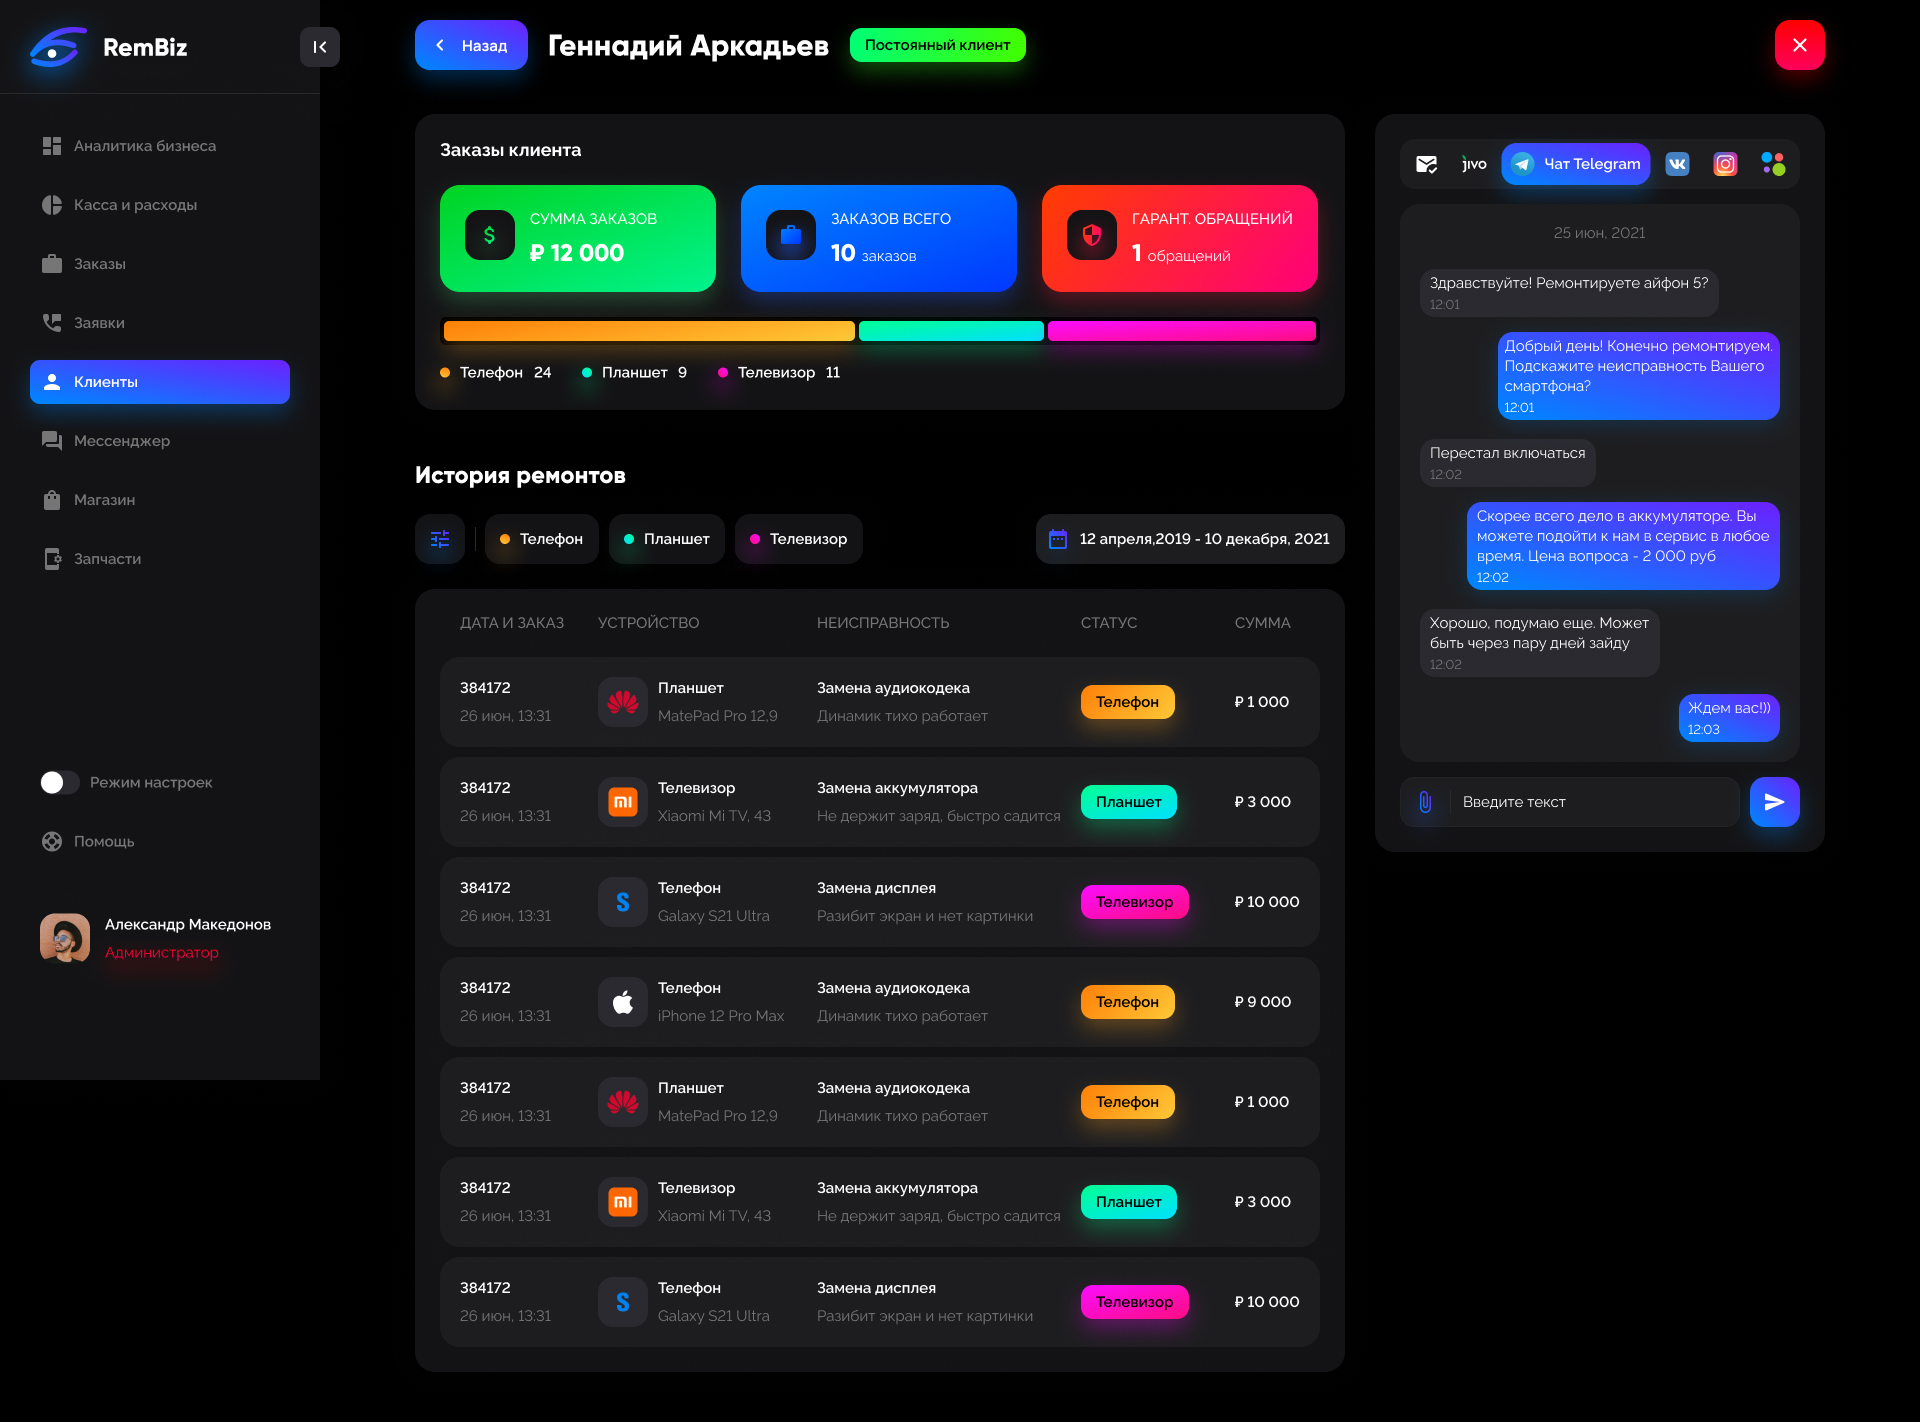 RemBiz
Аналитика бизнеса
Касса и расходы
Заказы
Заявки
Клиенты
Мессенджер
Магазин
Запчасти
Режим настроек
Помощь
Александр Македонов
Администратор
Назад
Геннадий Аркадьев
Постоянный клиент
Заказы клиента
СУММА ЗАКАЗОВ
₽ 12 000
ЗАКАЗОВ ВСЕГО
10 заказов
ГАРАНТ. ОБРАЩЕНИЙ
1 обращений
Телефон 24
Планшет 9
Телевизор 11
История ремонтов
Телефон
Планшет
Телевизор
12 апреля,2019 - 10 декабря, 2021
ДАТА И ЗАКАЗ УСТРОЙСТВО НЕИСПРАВНОСТЬ СТАТУС СУММА
384172 Планшет Замена аудиокодека
Телефон ₽ 1 000
26 июн, 13:31 MatePad Pro 12,9 Динамик тихо работает
384172 Телевизор Замена аккумулятора
Планшет ₽ 3 000
26 июн, 13:31 Xiaomi Mi TV, 43 Не держит заряд, быстро садится
384172 Телефон Замена дисплея
S Телевизор ₽ 10 000
26 июн, 13:31 Galaxy S21 Ultra Разибит экран и нет картинки
384172 Телефон Замена аудиокодека
Телефон ₽ 9 000
26 июн, 13:31 iPhone 12 Pro Max Динамик тихо работает
384172 Планшет Замена аудиокодека
Телефон ₽ 1 000
26 июн, 13:31 MatePad Pro 12,9 Динамик тихо работает
384172 Телевизор Замена аккумулятора
Планшет ₽ 3 000
26 июн, 13:31 Xiaomi Mi TV, 43 Не держит заряд, быстро садится
384172 Телефон Замена дисплея
S Телевизор ₽ 10 000
26 июн, 13:31 Galaxy S21 Ultra Разибит экран и нет картинки
jivo Чат Telegram
25 июн, 2021
Здравствуйте! Ремонтируете айфон 5?
12:01
Добрый день! Конечно ремонтируем.
Подскажите неисправность Вашего
смартфона?
12:01
Перестал включаться
12:02
Скорее всего дело в аккумуляторе. Вы
можете подойти к нам в сервис в любое
время. Цена вопроса - 2 000 руб
12:02
Хорошо, подумаю еще. Может
быть через пару дней зайду
12:02
Ждем вас!))
12:03
Введите текст